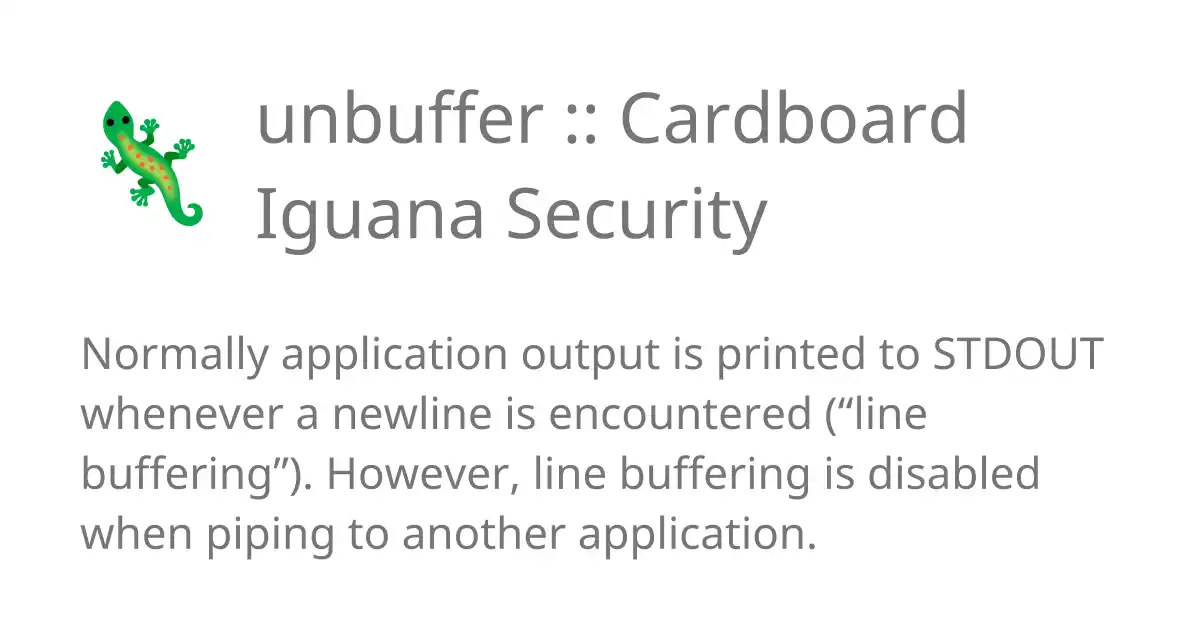 unbuffer :: Cardboard
Iguana Security
Normally application output is printed to STDOUT
whenever a newline is encountered (“line
buffering”). However, line buffering is disabled
when piping to another application.